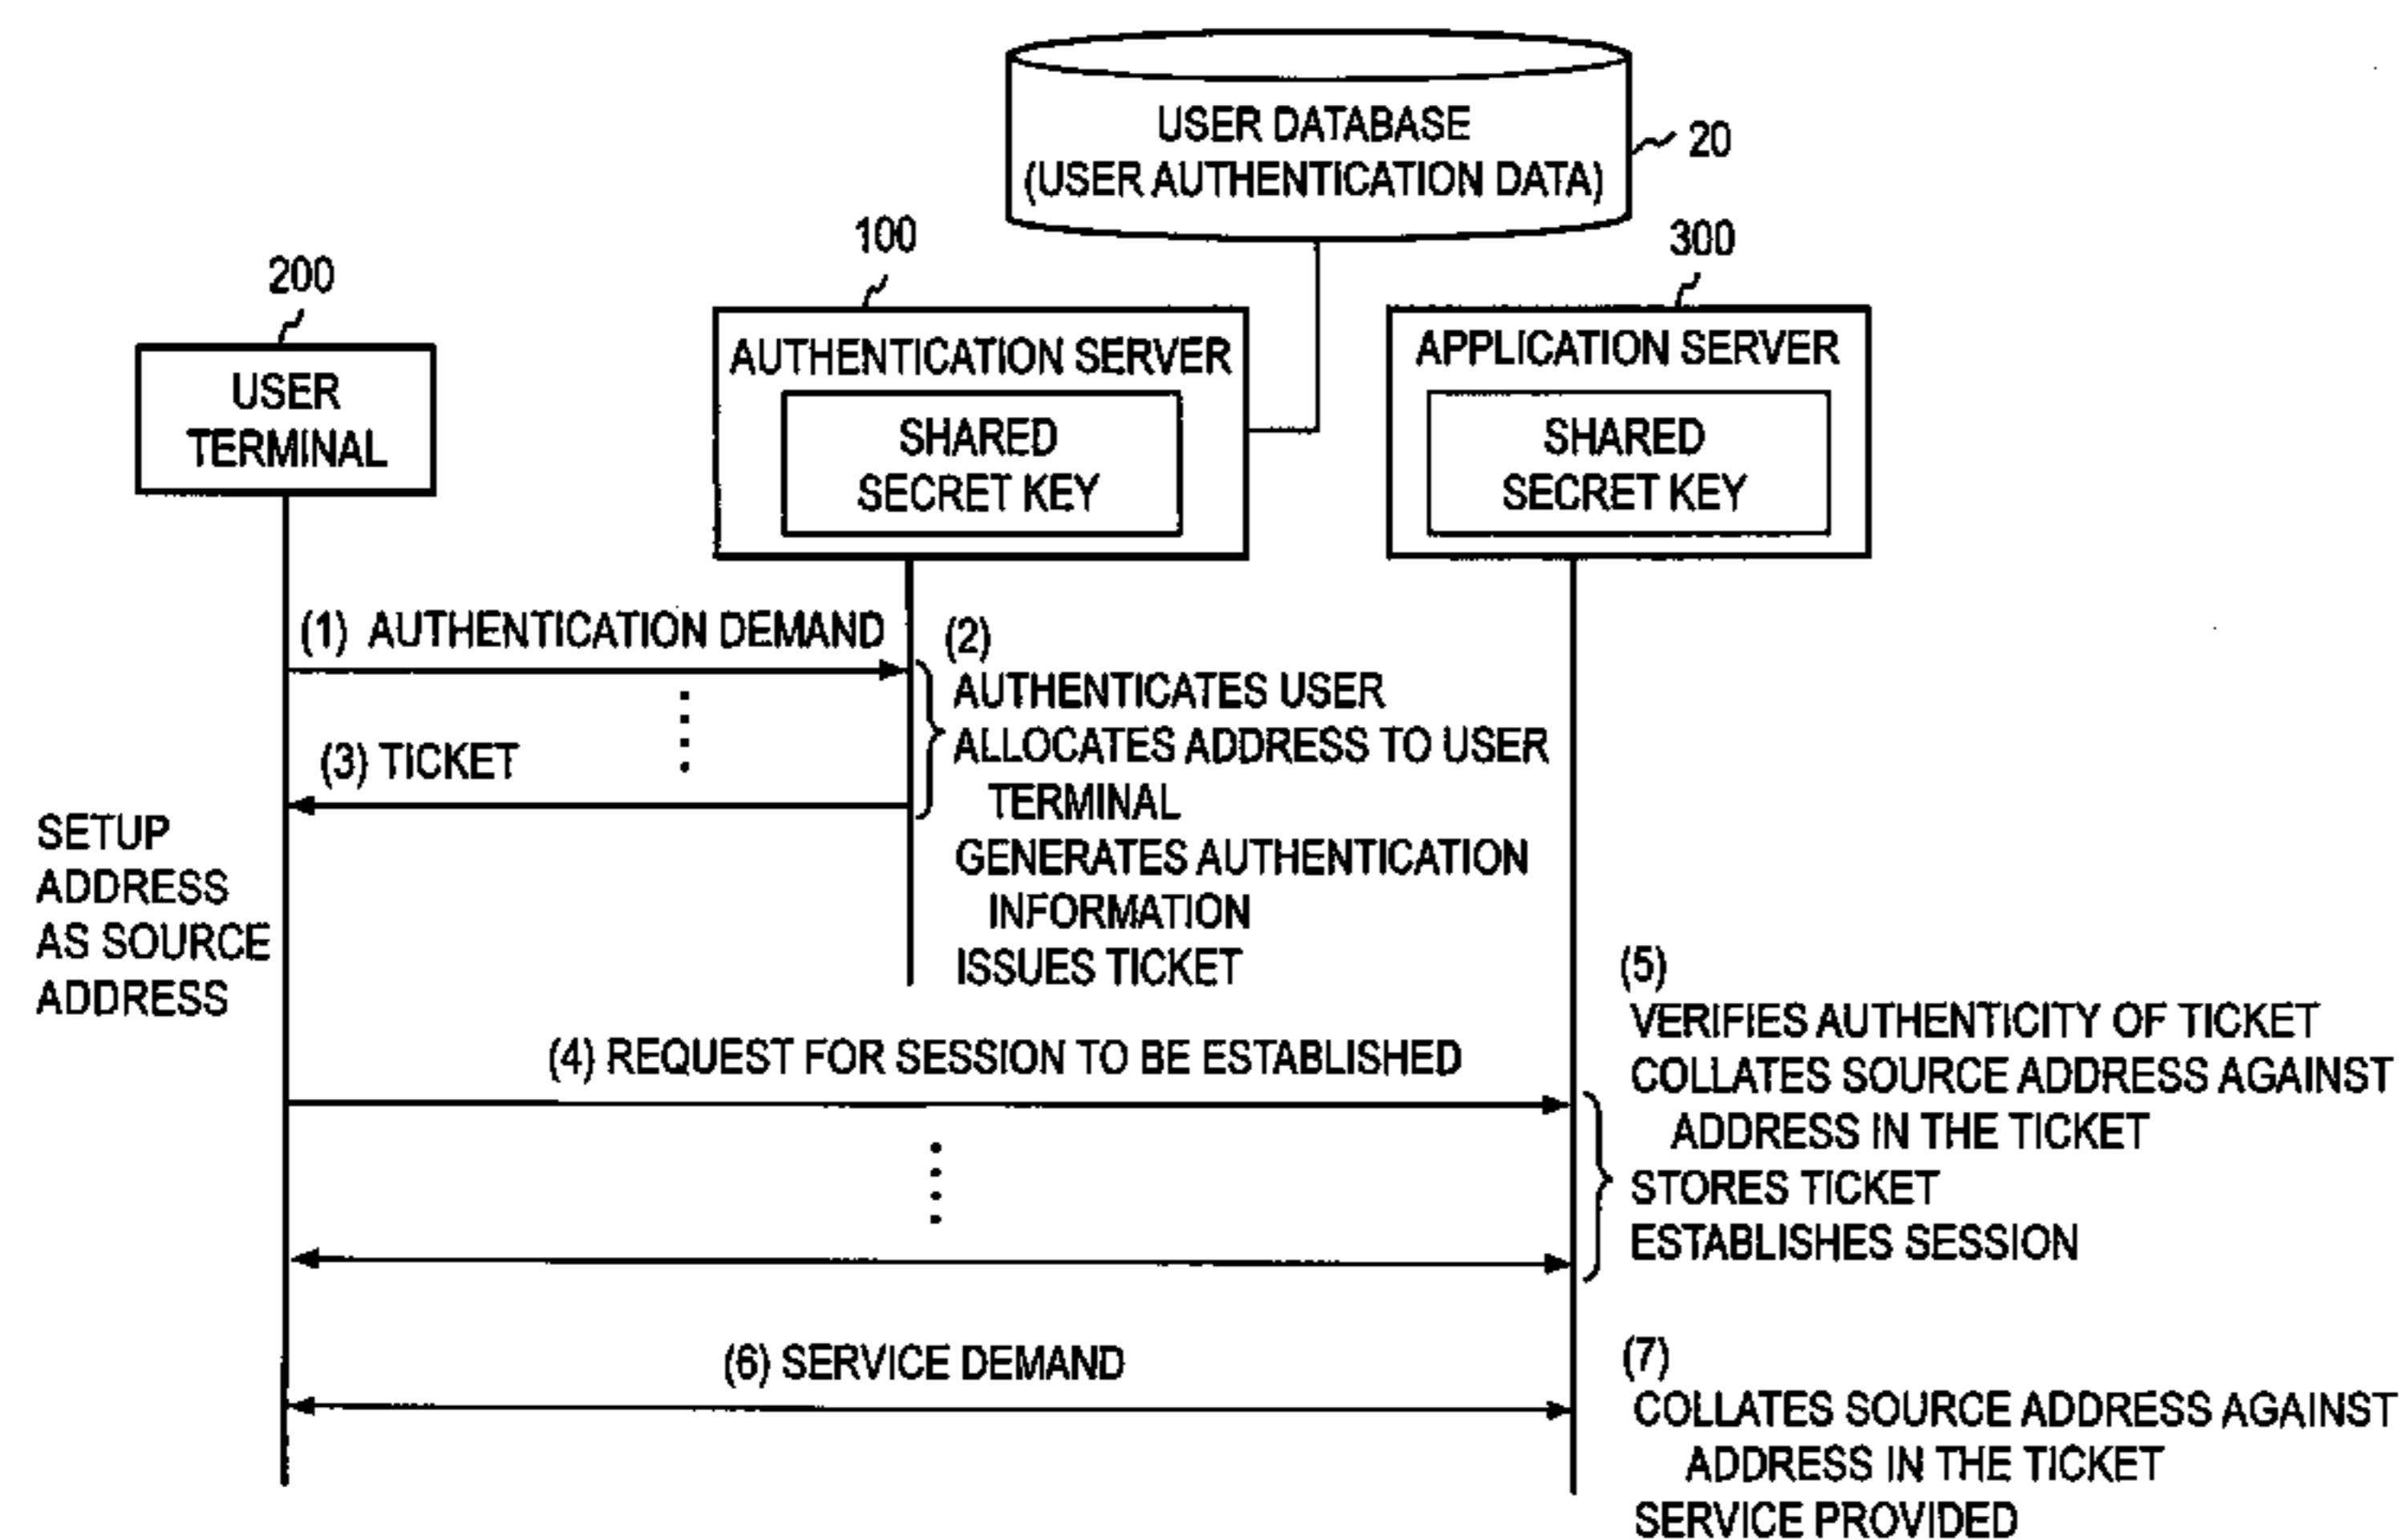 USER DATABASE
(USER AUTHENTICATION DATA)
20
100
300
200
USER
TERMINAL
AUTHENTICATION SERVER
SHARED
SECRET KEY
APPLICATION SERVER
SHARED
SECRET KEY
(1) AUTHENTICATION DEMAND
(2)
AUTHENTICATES USER
ALLOCATES ADDRESS TO USER
TERMINAL
GENERATES AUTHENTICATION
INFORMATION
ISSUES TICKET
(3) TICKET
SETUP
ADDRESS
AS SOURCE
ADDRESS
(4) REQUEST FOR SESSION TO BE ESTABLISHED
(5)
VERIFIES AUTHENTICITY OF TICKET
COLLATES SOURCE ADDRESS AGAINST
ADDRESS IN THE TICKET
STORES TICKET
ESTABLISHES SESSION
(6) SERVICE DEMAND
(7)
COLLATES SOURCE ADDRESS AGAINST
ADDRESS IN THE TICKET
SERVICE PROVIDED